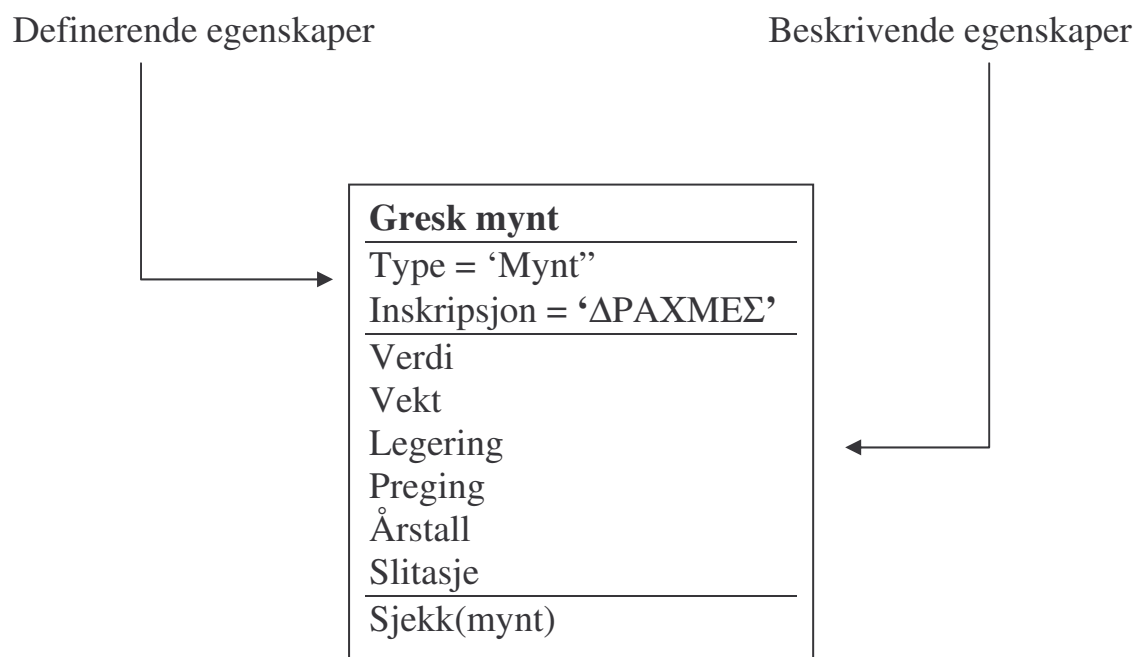 Definerende egenskaper
Beskrivende egenskaper
Gresk mynt
Type = ‘Mynt”
Inskripsjon = ‘ΔΡΑΧΜΕΣ’
Verdi
Vekt
Legering
Preging
Årstall
Slitasje
Sjekk(mynt)